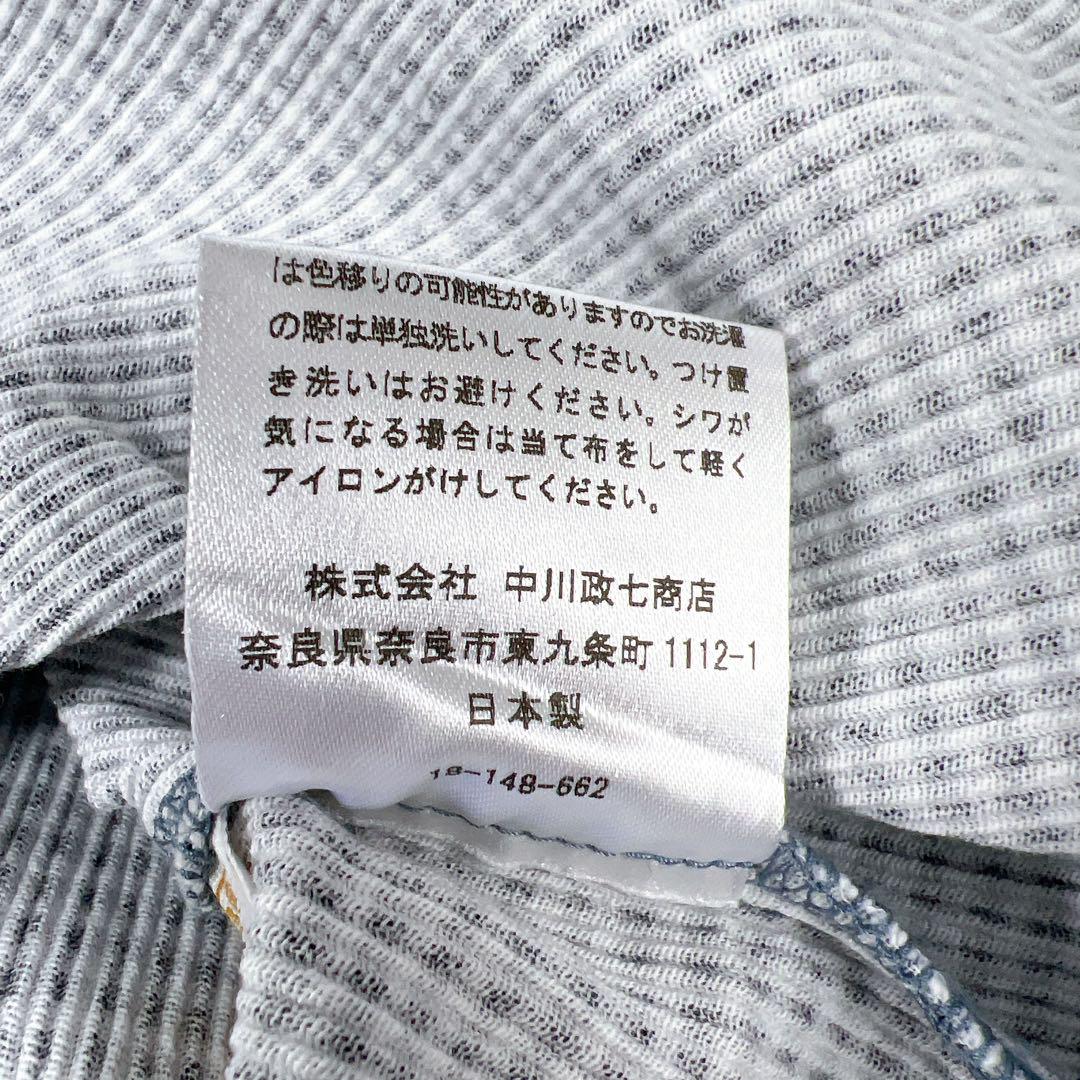 は色移りの可能性がありますのでお洗濯
の際は単独洗いしてください。つけ置
き洗いはお避けください。シワが
気になる場合は当て布をして軽く
アイロンがけしてください。
株式会社 中川政七商店
奈良県奈良市東九条町1112-1
日本製
18-148-662